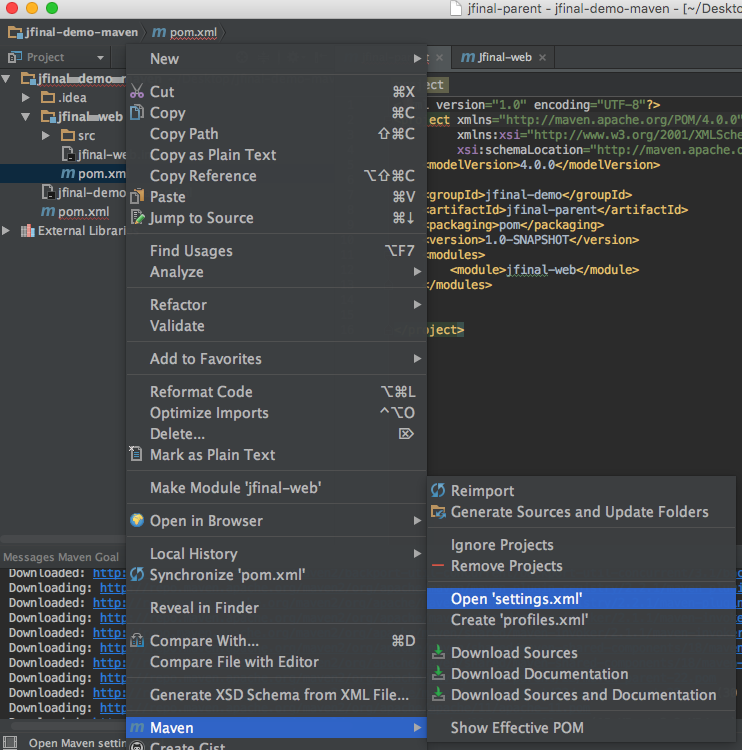 jfinal-parent - jfinal-demo-maven - [~/Deskto
jfinal-demo-maven
pom.xml
Project
Jfinal-web
jfinal-demo-
.idea
jfinal-web
src
jfinal-we
pom.xm
jfinal-demo
pom.xml
External Librari
New
Cut ⌘X
Copy ⌘C
Copy Path ⇧⌘C
Copy as Plain Text
Copy Reference ⌥⇧⌘C
Paste ⌘V
Jump to Source ⌘↓
Find Usages ⌥F7
Analyze
Refactor
Validate
Add to Favorites
Reformat Code ⌥⌘L
Optimize Imports ^⌥O
Delete... ⌦
Mark as Plain Text
Make Module 'jfinal-web'
Open in Browser
Local History
Synchronize 'pom.xml'
Reveal in Finder
Compare With... ⌘D
Compare File with Editor
Generate XSD Schema from XML File...
Maven
Create Gist
ject
l version="1.0" encoding="UTF-8"?>
ject xmlns="http://maven.apache.org/POM/4.0.0"
xmlns:xsi="http://www.w3.org/2001/XMLSche
xsi:schemaLocation="http://maven.apache.o
<modelVersion>4.0.0</modelVersion>
<groupId>jfinal-demo</groupId>
<artifactId>jfinal-parent</artifactId>
<packaging>pom</packaging>
<version>1.0-SNAPSHOT</version>
<modules>
<module>jfinal-web</module>
</modules>
</project>
Reimport
Generate Sources and Update Folders
Ignore Projects
Remove Projects
Open 'settings.xml'
Create 'profiles.xml'
Download Sources
Download Documentation
Download Sources and Documentation
Show Effective POM
Messages Maven Goal
Downloaded: http:
Downloading: http
Downloaded: http:
Downloading: http
Downloaded: http:
Downloading: http
Downloaded: http:
Downloading: http
Downloaded: http:
Downloading: http
Open Maven settin